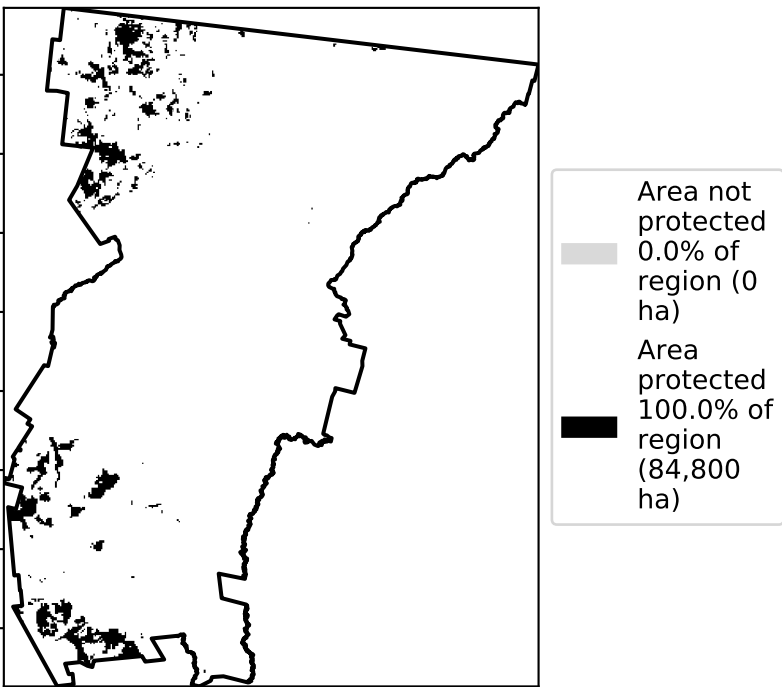 Area not
protected
0.0% of
region (0
ha)
Area
protected
100.0% of
region
(84,800
ha)